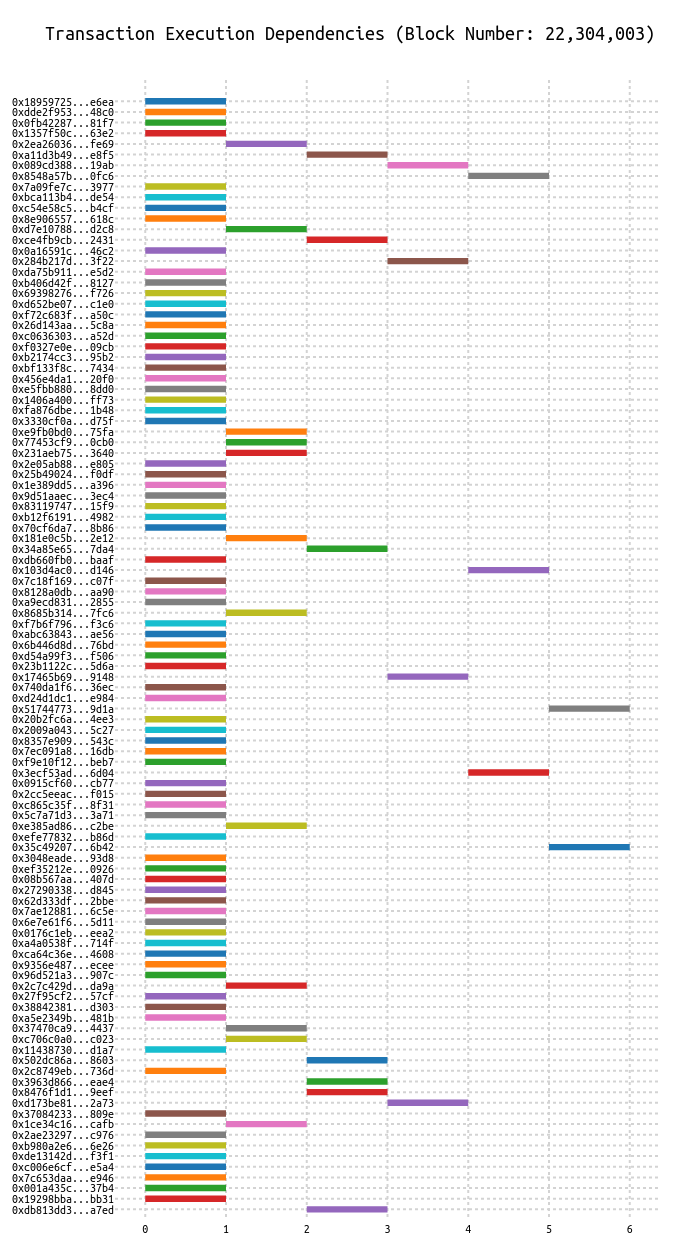 Transaction Execution Dependencies (Block Number: 22,304,003)
0x18959725...e6ea
0xdde2f953...48c0
0x0fb42287...81f7
0x1357f50c...63e2
0x2ea26036...fe69
0xa11d3b49...e8f5
0x089cd388...19ab
0x8548a57b...0fc6
0x7a09fe7c...3977
0xbca113b4...de54
0xc54e58c5...b4cf
0x8e906557...618c
0xd7e10788...d2c8
0xce4fb9cb...2431
0x0a16591c...46c2
0x284b217d...3f22
0xda75b911...e5d2
0xb406d42f...8127
0x69398276...f726
0xd652be07...c1e0
0xf72c683f...a50c
0x26d143aa...5c8a
0xc0636303...a52d
0xf0327e0e...09cb
0xb2174cc3...95b2
0xbf133f8c...7434
0x456e4da1...20f0
0xe5fbb880...8dd0
0x1406a400...ff73
0xfa876dbe...1b48
0x3330cf0a...d75f
0xe9fb0bd0...75fa
0x77453cf9...0cb0
0x231aeb75...3640
0x2e05ab88...e805
0x25b49024...f0df
0x1e389dd5...a396
0x9d51aaec...3ec4
0x83119747...15f9
0xb12f6191...4982
0x70cf6da7...8b86
0x181e0c5b...2e12
0x34a85e65...7da4
0xdb660fb0...baaf
0x103d4ac0...d146
0x7c18f169...c07f
0x8128a0db...aa90
0xa9ecd831...2855
0x8685b314...7fc6
0xf7b6f796...f3c6
0xabc63843...ae56
0x6b446d8d...76bd
0xd54a99f3...f506
0x23b1122c...5d6a
0x17465b69...9148
0x740da1f6...36ec
0xd24d1dc1...e984
0x51744773...9d1a
0x20b2fc6a...4ee3
0x2009a043...5c27
0x8357e909...543c
0x7ec091a8...16db
0xf9e10f12...beb7
0x3ecf53ad...6d04
0x0915cf60...cb77
0x2cc5eeac...f015
0xc865c35f...8f31
0x5c7a71d3...3a71
0xe385ad86...c2be
0xefe77832...b86d
0x35c49207...6b42
0x3048eade...93d8
0xef35212e...0926
0x08b567aa...407d
0x27290338...d845
0x62d333df...2bbe
0x7ae12881...6c5e
0x6e7e61f6...5d11
0x0176c1eb...eea2
0xa4a0538f...714f
0xca64c36e...4608
0x9356e487...ecee
0x96d521a3...907c
0x2c7c429d...da9a
0x27f95cf2...57cf
0x38842381...d303
0xa5e2349b...481b
0x37470ca9...4437
0xc706c0a0...c023
0x11438730...d1a7
0x502dc86a...8603
0x2c8749eb...736d
0x3963d866...eae4
0x8476f1d1...9eef
0xd173be81...2a73
0x37084233...809e
0x1ce34c16...cafb
0x2ae23297...c976
0xb980a2e6...6e26
0xde13142d...f3f1
0xc006e6cf...e5a4
0x7c653daa...e946
0x001a435c...37b4
0x19298bba...bb31
0xdb813dd3...a7ed
0 1 2 3 4 5 6